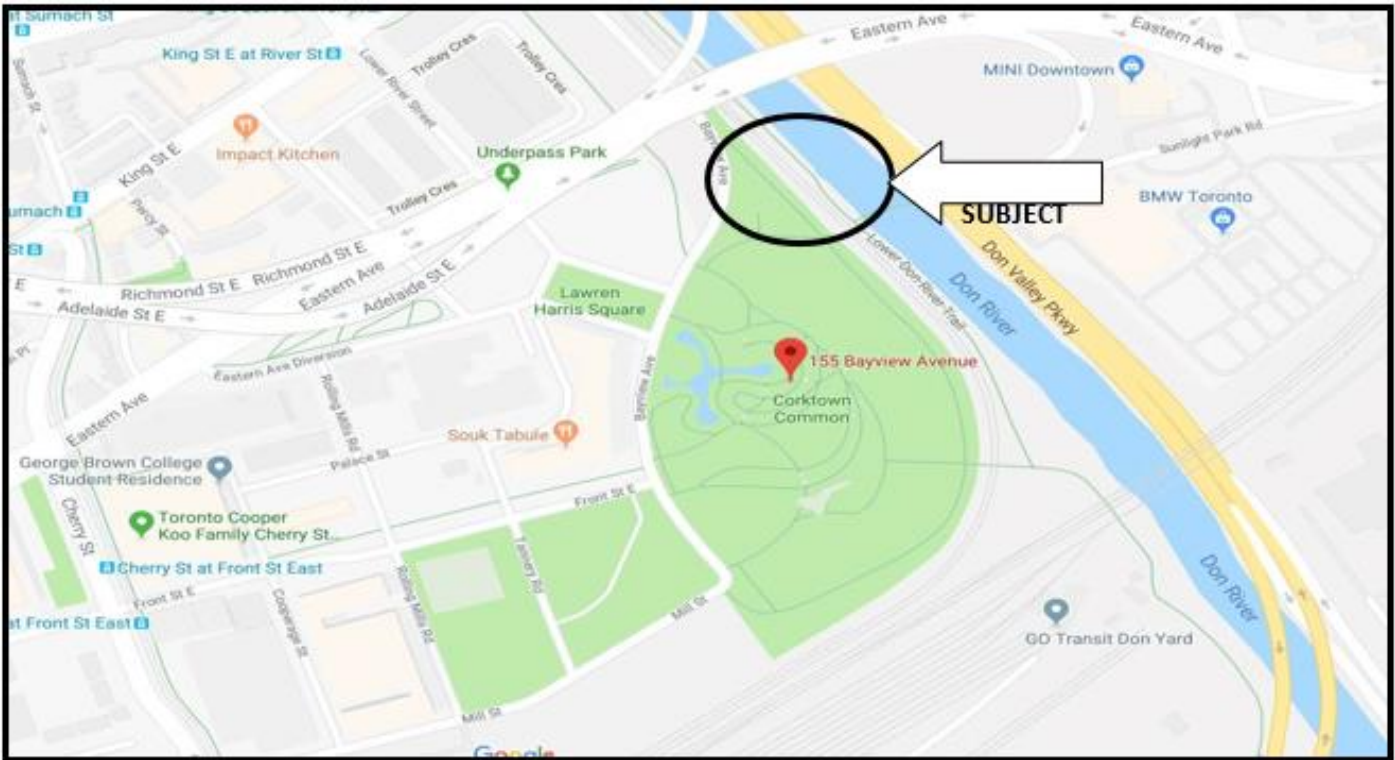 at Sumach St
King St E at River St
Eastern Ave
Eastern Ave
Lower River Street
Trolley Cres
Trolley Cres
MINI Downtown
Sumach St
Impact Kitchen
King St E
Underpass Park
Bayview Ave
Sunlight Park Rd
Trolley Cres
Percy St
BMW Toronto
umach
SUBJECT
St
Richmond St E
Richmond St E
Eastern Ave
Adelaide St E
E
Adelaide St E
Lawren
Harris Square
Lower Don River Trail
Don River
Don Valley Pkwy
Pl
Eastern Ave Diversion
155 Bayview Avenue
Bayview Ave
Corktown
Common
Eastern Ave
Rolling Mills Rd
Souk Tabule
Palace St
George Brown College
Student Residence
Front St E
Cherry St
Toronto Cooper
Koo Family Cherry St...
Tannery Rd
Cherry St at Front St East
Front St E
Cooperage St
Rolling Mills Rd
Mill St
Don River
at Front St East
GO Transit Don Yard
Mill St
Google